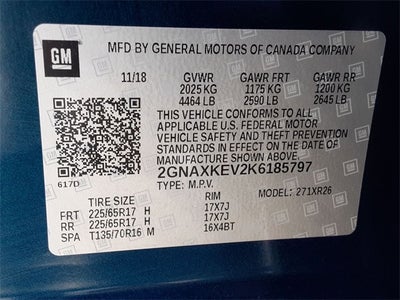 GM
MFD BY GENERAL MOTORS OF CANADA COMPANY
11/18 GVWR GAWR FRT GAWR RR
2025 KG 1175 KG 1200 KG
4464 LB 2590 LB 2645 LB
THIS VEHICLE CONFORMS TO ALL
APPLICABLE U.S. FEDERAL MOTOR
VEHICLE SAFETY AND THEFT PREVENTION
STANDARDS IN EFFECT ON THE DATE OF
MANUFACTURE SHOWN ABOVE.
2GNAXKEV2K6185797
617D TYPE: M.P.V. MODEL: 271XR26
TIRE SIZE RIM
FRT 225/65R17 H 17X7J
RR 225/65R17 H 17X7J
SPA T135/70R16 M 16X4BT